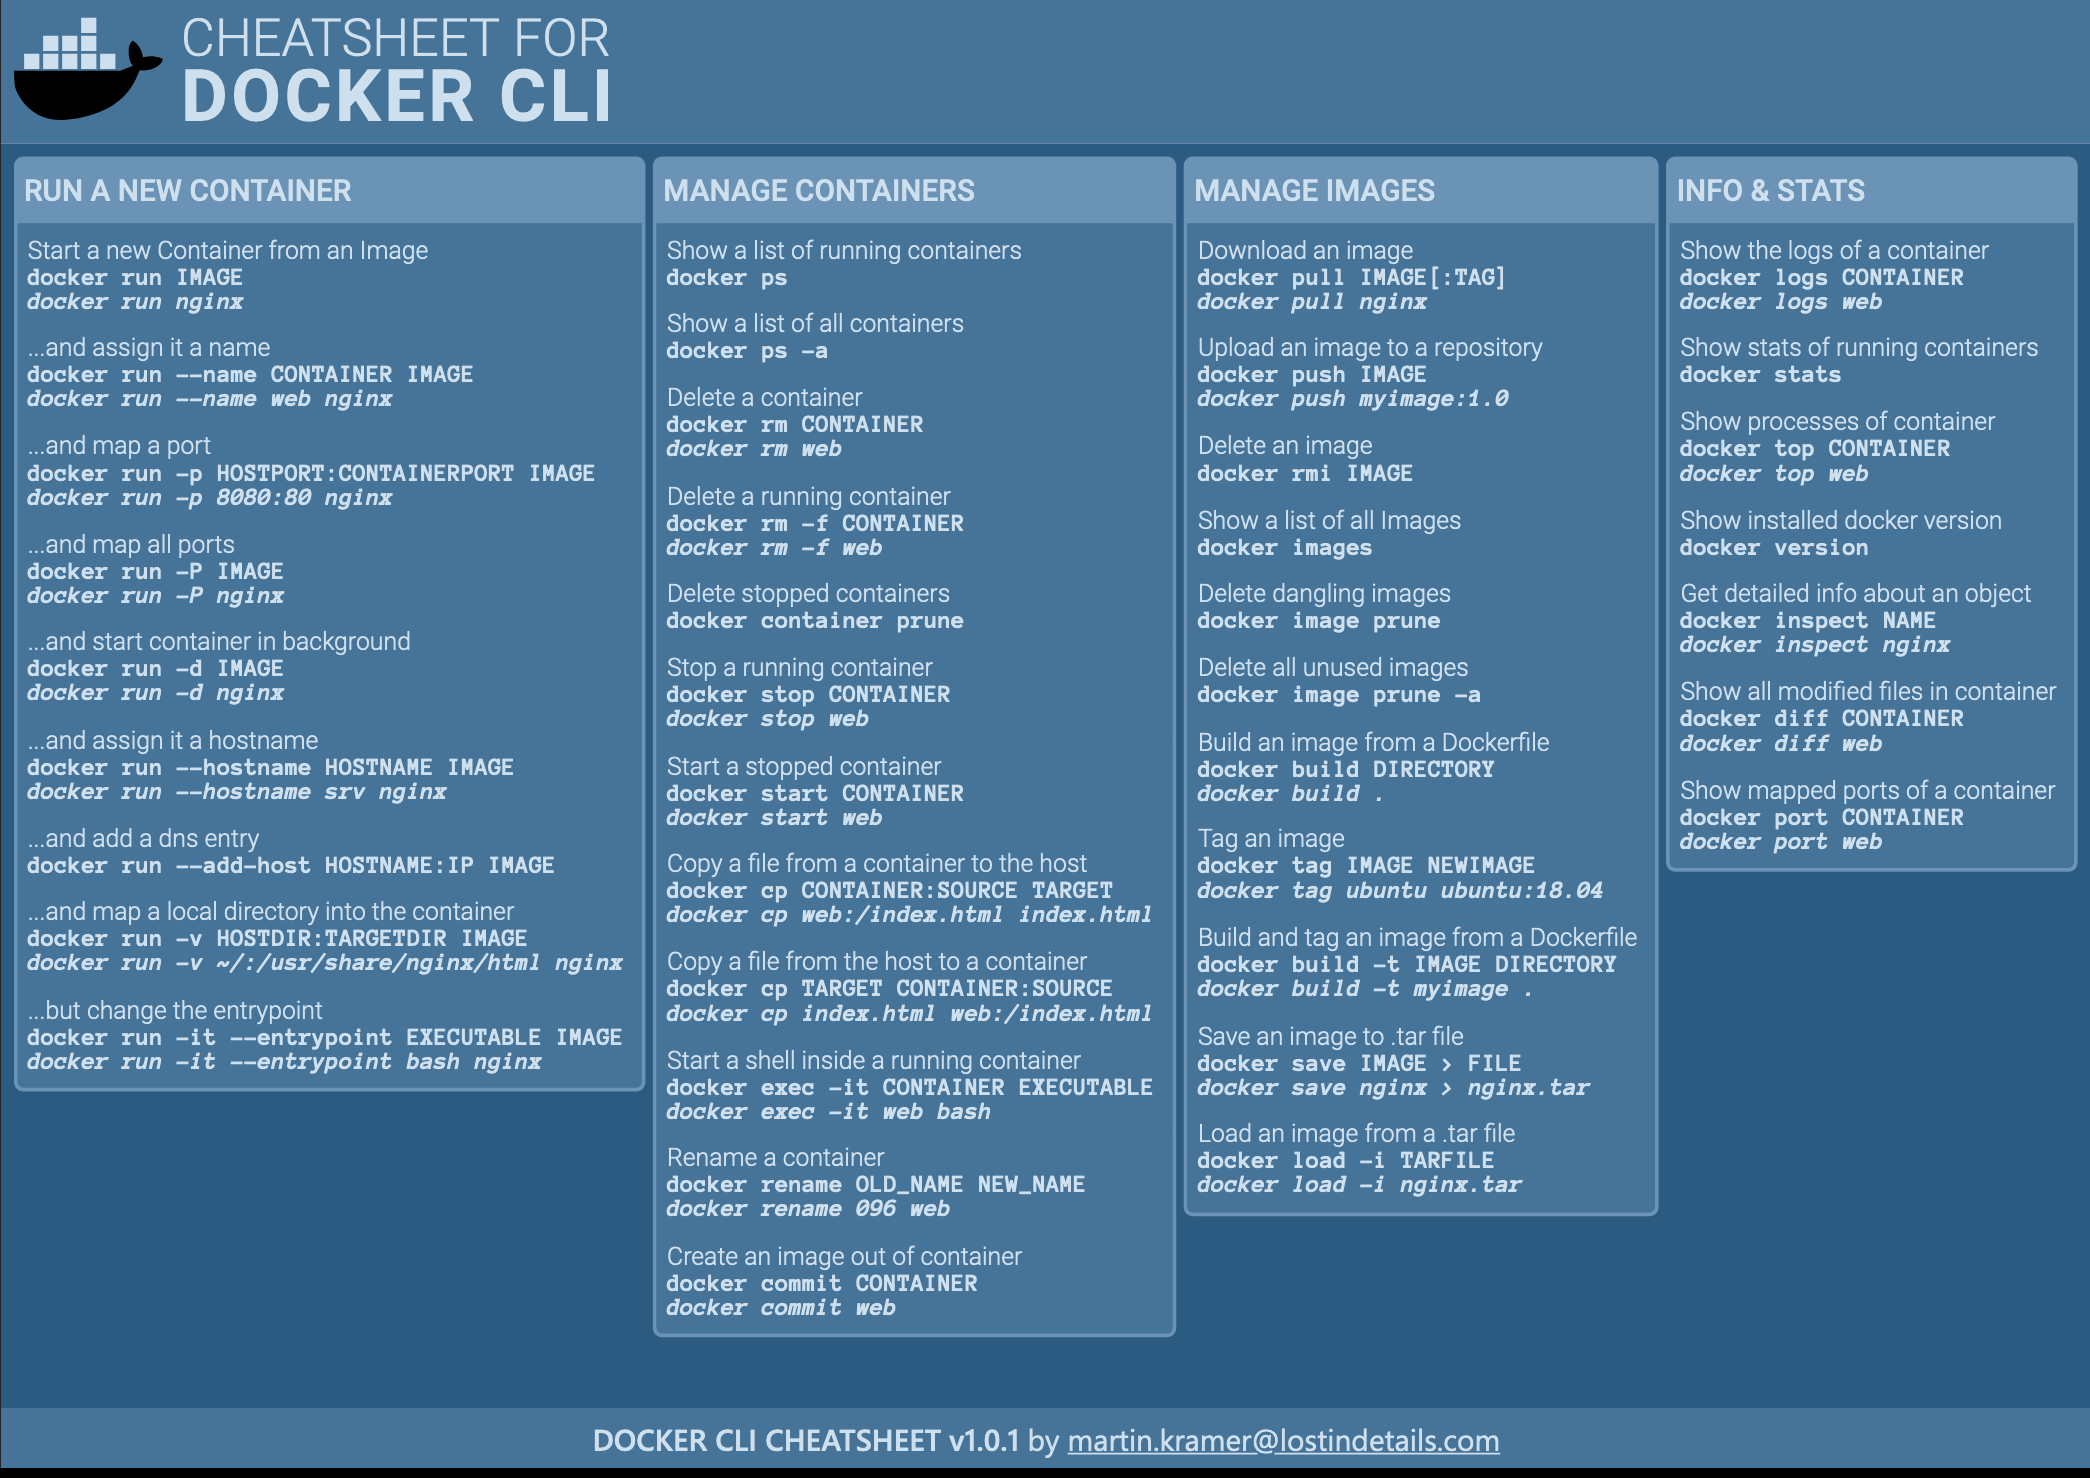 CHEATSHEET FOR
DOCKER CLI
RUN A NEW CONTAINER
Start a new Container from an Image
docker run IMAGE
docker run nginx
...and assign it a name
docker run --name CONTAINER IMAGE
docker run --name web nginx
...and map a port
docker run -p HOSTPORT:CONTAINERPORT IMAGE
docker run -p 8080:80 nginx
...and map all ports
docker run -P IMAGE
docker run -P nginx
...and start container in background
docker run -d IMAGE
docker run -d nginx
...and assign it a hostname
docker run --hostname HOSTNAME IMAGE
docker run --hostname srv nginx
...and add a dns entry
docker run --add-host HOSTNAME:IP IMAGE
...and map a local directory into the container
docker run -v HOSTDIR:TARGETDIR IMAGE
docker run -v ~/:/usr/share/nginx/html nginx
...but change the entrypoint
docker run -it --entrypoint EXECUTABLE IMAGE
docker run -it --entrypoint bash nginx
MANAGE CONTAINERS
Show a list of running containers
docker ps
Show a list of all containers
docker ps -a
Delete a container
docker rm CONTAINER
docker rm web
Delete a running container
docker rm -f CONTAINER
docker rm -f web
Delete stopped containers
docker container prune
Stop a running container
docker stop CONTAINER
docker stop web
Start a stopped container
docker start CONTAINER
docker start web
Copy a file from a container to the host
docker cp CONTAINER:SOURCE TARGET
docker cp web:/index.html index.html
Copy a file from the host to a container
docker cp TARGET CONTAINER:SOURCE
docker cp index.html web:/index.html
Start a shell inside a running container
docker exec -it CONTAINER EXECUTABLE
docker exec -it web bash
Rename a container
docker rename OLD_NAME NEW_NAME
docker rename 096 web
Create an image out of container
docker commit CONTAINER
docker commit web
MANAGE IMAGES
Download an image
docker pull IMAGE[:TAG]
docker pull nginx
Upload an image to a repository
docker push IMAGE
docker push myimage:1.0
Delete an image
docker rmi IMAGE
Show a list of all Images
docker images
Delete dangling images
docker image prune
Delete all unused images
docker image prune -a
Build an image from a Dockerfile
docker build DIRECTORY
docker build .
Tag an image
docker tag IMAGE NEWIMAGE
docker tag ubuntu ubuntu:18.04
Build and tag an image from a Dockerfile
docker build -t IMAGE DIRECTORY
docker build -t myimage .
Save an image to .tar file
docker save IMAGE > FILE
docker save nginx > nginx.tar
Load an image from a .tar file
docker load -i TARFILE
docker load -i nginx.tar
INFO & STATS
Show the logs of a container
docker logs CONTAINER
docker logs web
Show stats of running containers
docker stats
Show processes of container
docker top CONTAINER
docker top web
Show installed docker version
docker version
Get detailed info about an object
docker inspect NAME
docker inspect nginx
Show all modified files in container
docker diff CONTAINER
docker diff web
Show mapped ports of a container
docker port CONTAINER
docker port web
DOCKER CLI CHEATSHEET v1.0.1 by martin.kramer@lostindetails.com